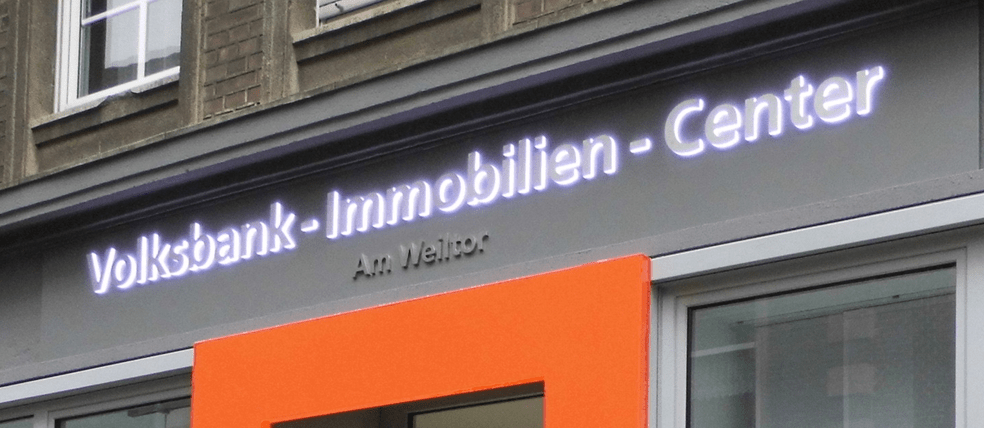 Volksbank - Immobilien - Center
Am Weiltor